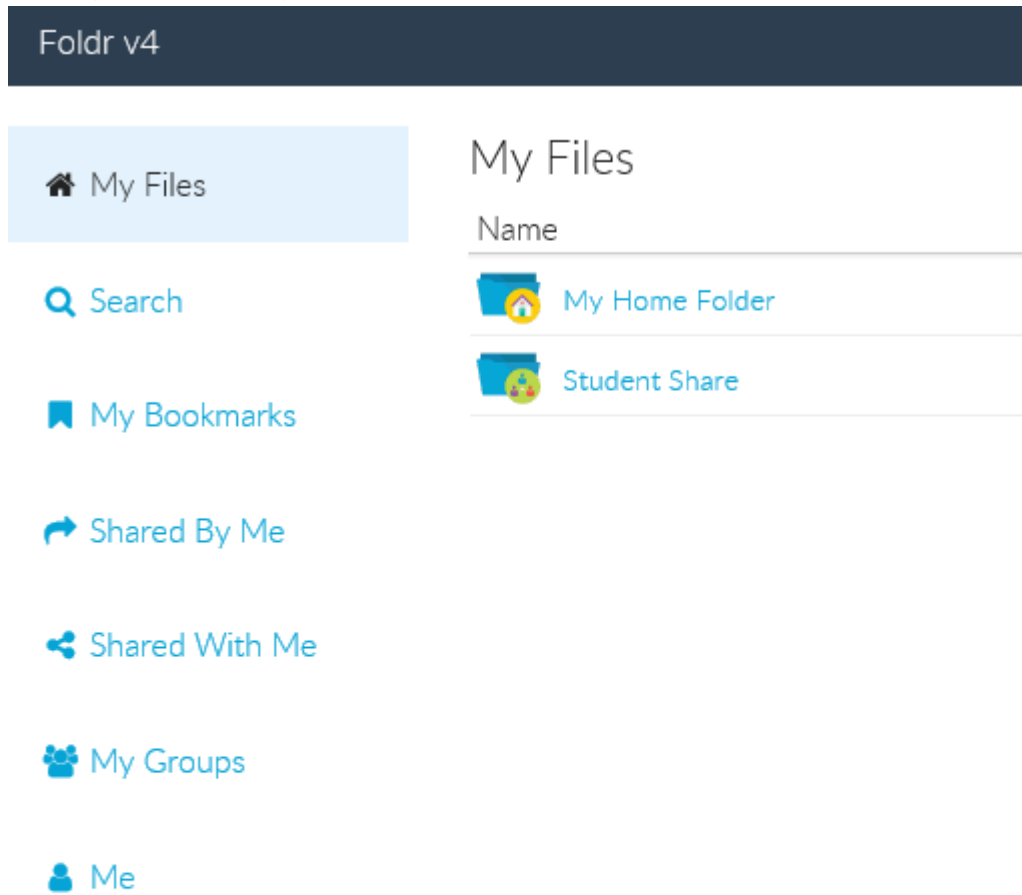 Foldr v4
My Files
Search
My Bookmarks
Shared By Me
Shared With Me
My Groups
Me
My Files
Name
My Home Folder
Student Share